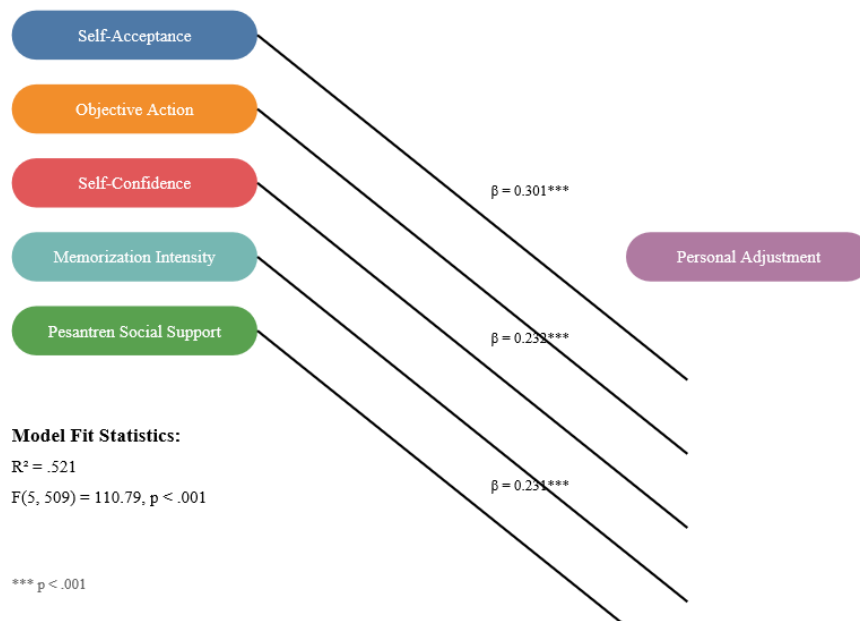 Self-Acceptance
Objective Action
Self-Confidence
β = 0.301***
Memorization Intensity
Personal Adjustment
Pesantren Social Support
β = 0.232***
Model Fit Statistics:
R² = .521
β = 0.231***
F(5, 509) = 110.79, p < .001
*** p < .001